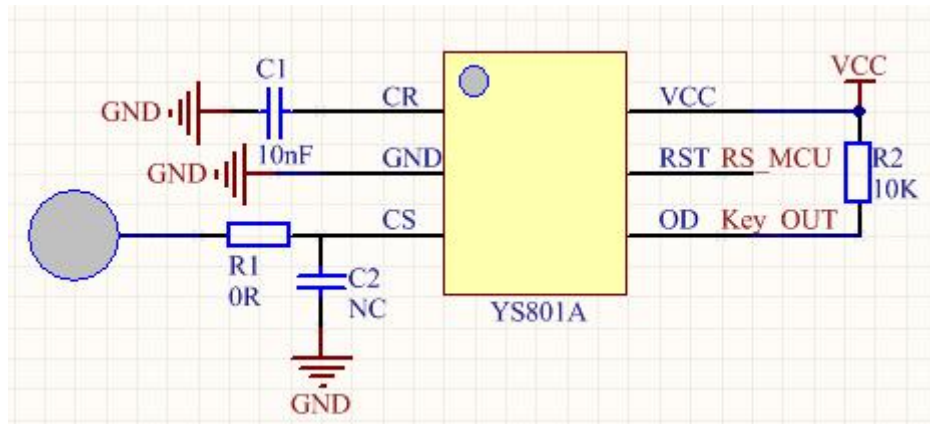 C1
VCC
CR
VCC
GND
10nF
GND
GND
RST
RS_MCU
R2
10K
CS
OD
Key_OUT
R1
0R
C2
NC
YS801A
GND